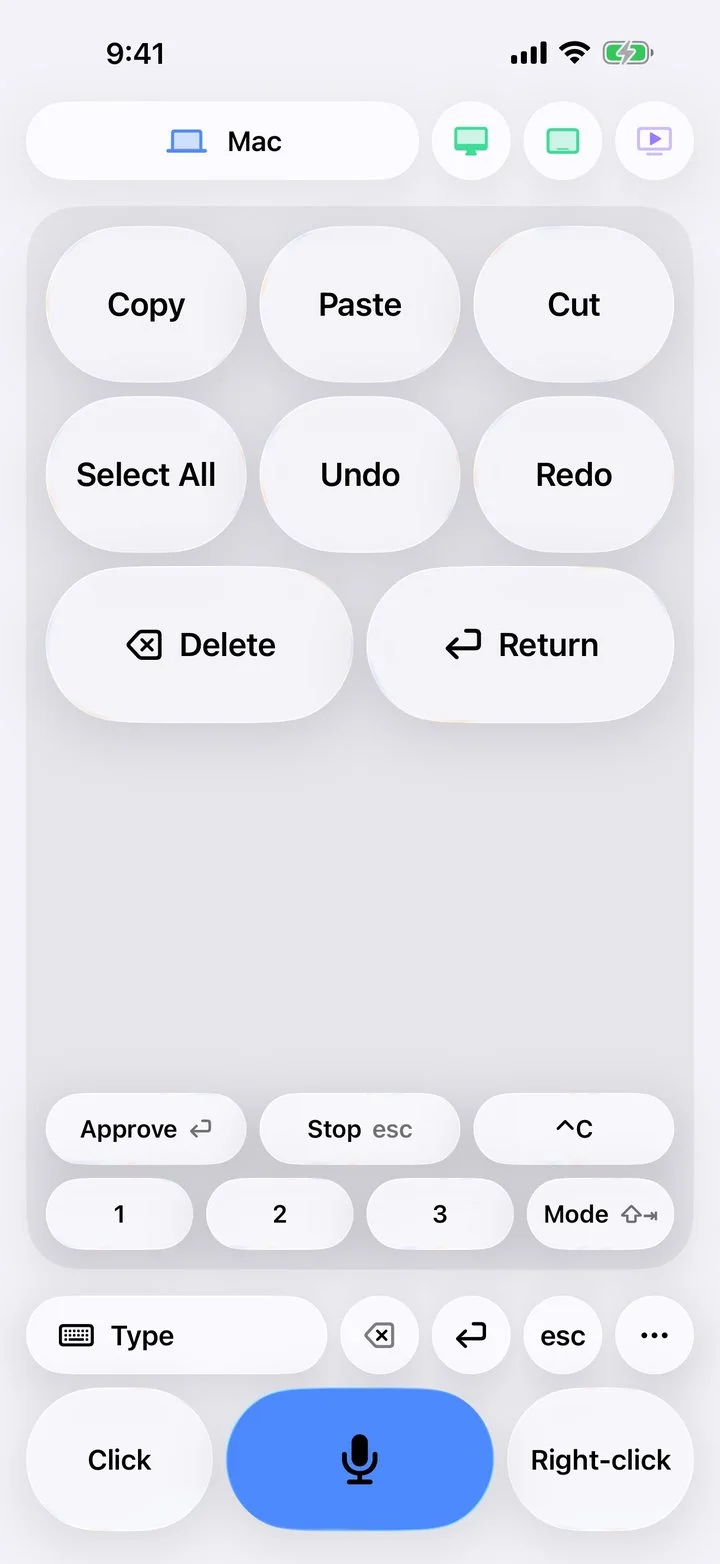 9:41
Mac
Copy Paste Cut
Select All Undo Redo
Delete Return
Approve Stop esc ^C
1 2 3 Mode
Type esc
Click Right-click